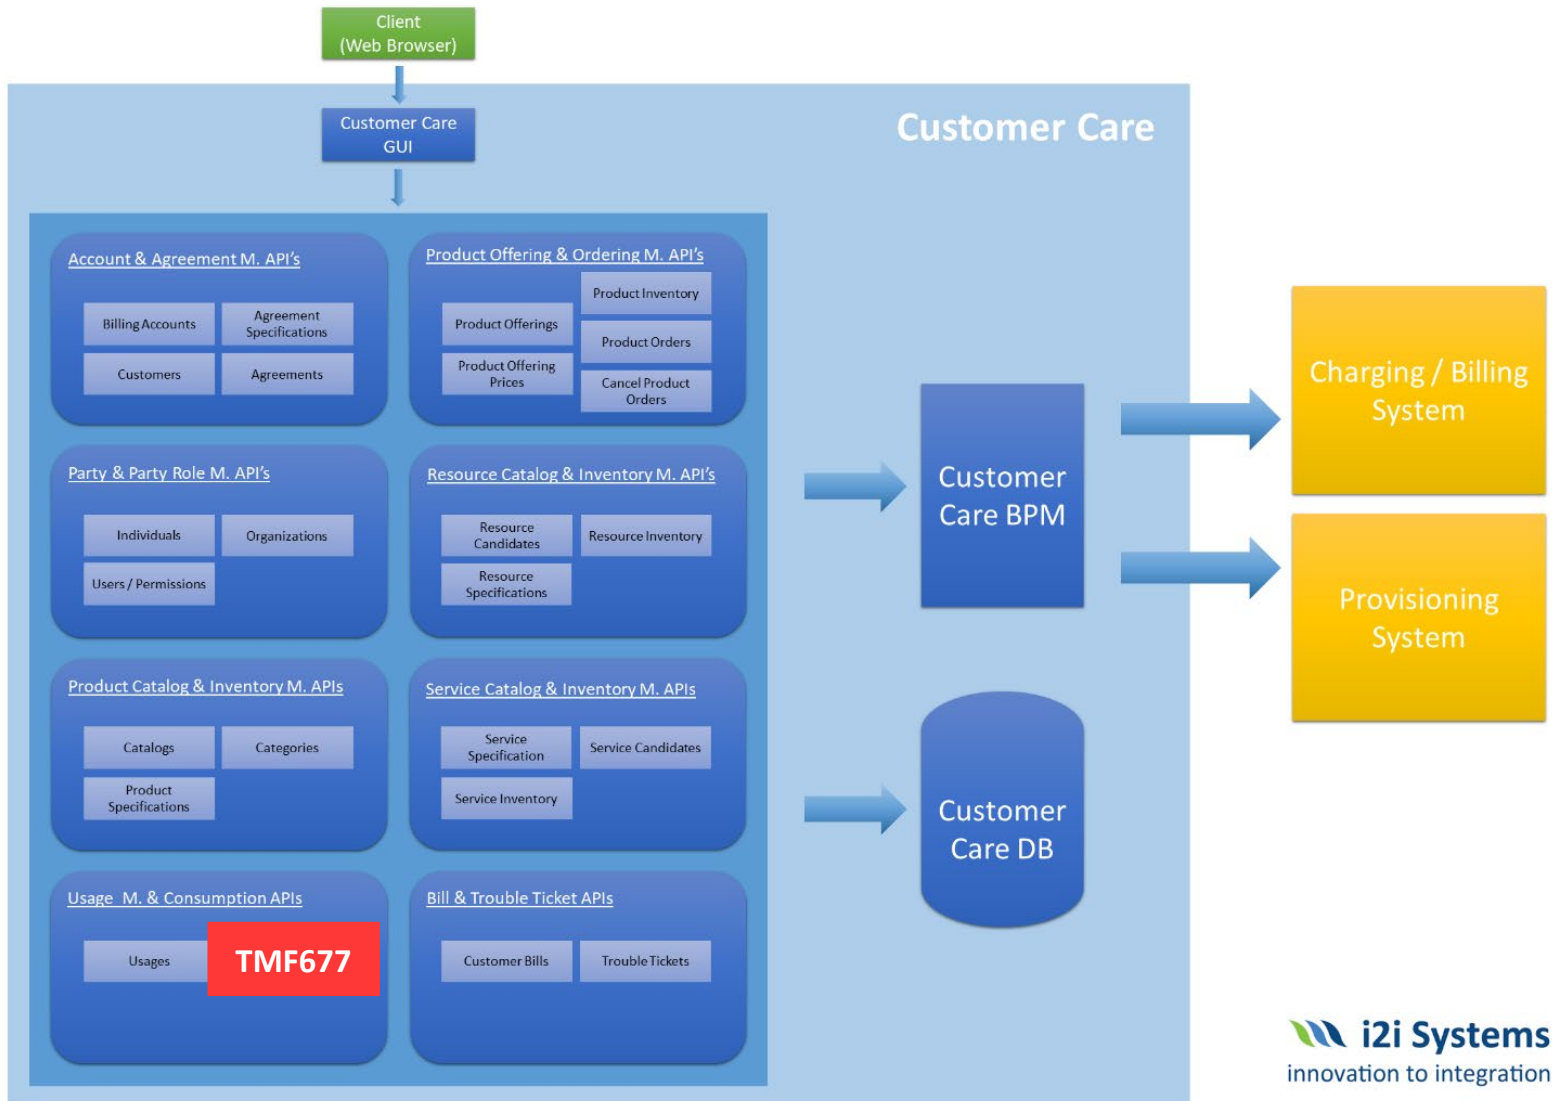 Client
(Web Browser)
Customer Care
GUI
Customer Care
Account & Agreement M. API's
Billing Accounts
Agreement
Specifications
Customers
Agreements
Product Offering & Ordering M. API's
Product Inventory
Product Offerings
Product Orders
Product Offering
Prices
Cancel Product
Orders
Party & Party Role M. API's
Individuals
Organizations
Users / Permissions
Resource Catalog & Inventory M. API's
Resource
Candidates
Resource Inventory
Resource
Specifications
Product Catalog & Inventory M. APIs
Catalogs
Categories
Product
Specifications
Service Catalog & Inventory M. APIs
Service
Specification
Service Candidates
Service Inventory
Usage M. & Consumption APIs
Usages
TMF677
Bill & Trouble Ticket APIs
Customer Bills
Trouble Tickets
Customer
Care BPM
Customer
Care DB
Charging / Billing
System
Provisioning
System
i2i Systems
innovation to integration